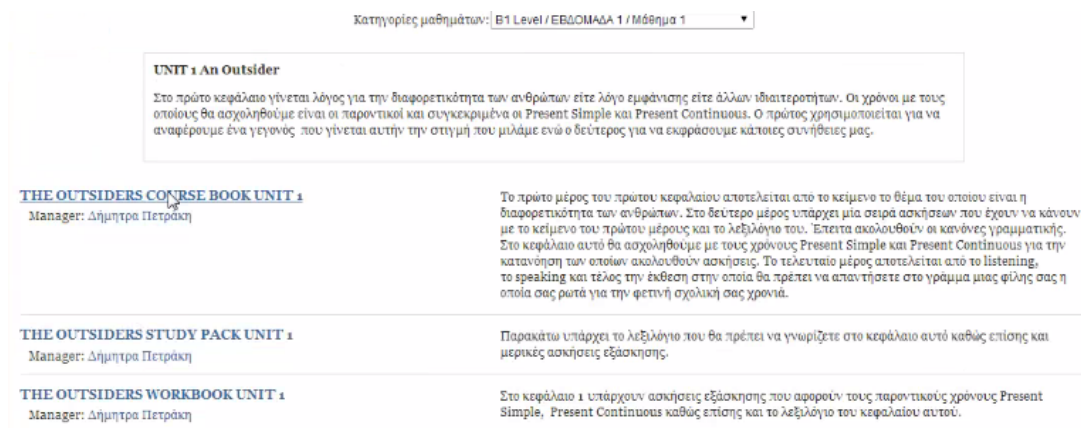 Κατηγορίες μαθημάτων: B1 Level / ΕΒΔΟΜΑΔΑ 1 / Μάθημα 1
UNIT 1 An Outsider
Στο πρώτο κεφάλαιο γίνεται λόγος για την διαφορετικότητα των ανθρώπων είτε λόγο εμφάνισης είτε άλλων ιδιαιτεροτήτων. Οι χρόνοι με τους
οποίους θα ασχοληθούμε είναι οι παροντικοί και συγκεκριμένα οι Present Simple και Present Continuous. Ο πρώτος χρησιμοποιείται για να
αναφέρουμε ένα γεγονός που γίνεται αυτήν την στιγμή που μιλάμε ενώ ο δεύτερος για να εκφράσουμε κάποιες συνήθειες μας.
THE OUTSIDERS COURSE BOOK UNIT 1
Manager: Δήμητρα Πετράκη
Το πρώτο μέρος του πρώτου κεφαλαίου αποτελείται από το κείμενο το θέμα του οποίου είναι η
διαφορετικότητα των ανθρώπων. Στο δεύτερο μέρος υπάρχει μία σειρά ασκήσεων που έχουν να κάνουν
με το κείμενο του πρώτου μέρους και το λεξιλόγιο του. Έπειτα ακολουθούν οι κανόνες γραμματικής.
Στο κεφάλαιο αυτό θα ασχοληθούμε με τους χρόνους Present Simple και Present Continuous για την
κατανόηση των οποίων ακολουθούν ασκήσεις. Το τελευταίο μέρος αποτελείται από το listening,
το speaking και τέλος την έκθεση στην οποία θα πρέπει να απαντήσετε στο γράμμα μιας φίλης σας η
οποία σας ρωτά για την φετινή σχολική σας χρονιά.
THE OUTSIDERS STUDY PACK UNIT 1
Manager: Δήμητρα Πετράκη
Παρακάτω υπάρχει το λεξιλόγιο που θα πρέπει να γνωρίζετε στο κεφάλαιο αυτό καθώς επίσης και
μερικές ασκήσεις εξάσκησης.
THE OUTSIDERS WORKBOOK UNIT 1
Manager: Δήμητρα Πετράκη
Στο κεφάλαιο 1 υπάρχουν ασκήσεις εξάσκησης που αφορούν τους παροντικούς χρόνους Present
Simple, Present Continuous καθώς επίσης και το λεξιλόγιο του κεφαλαίου αυτού.